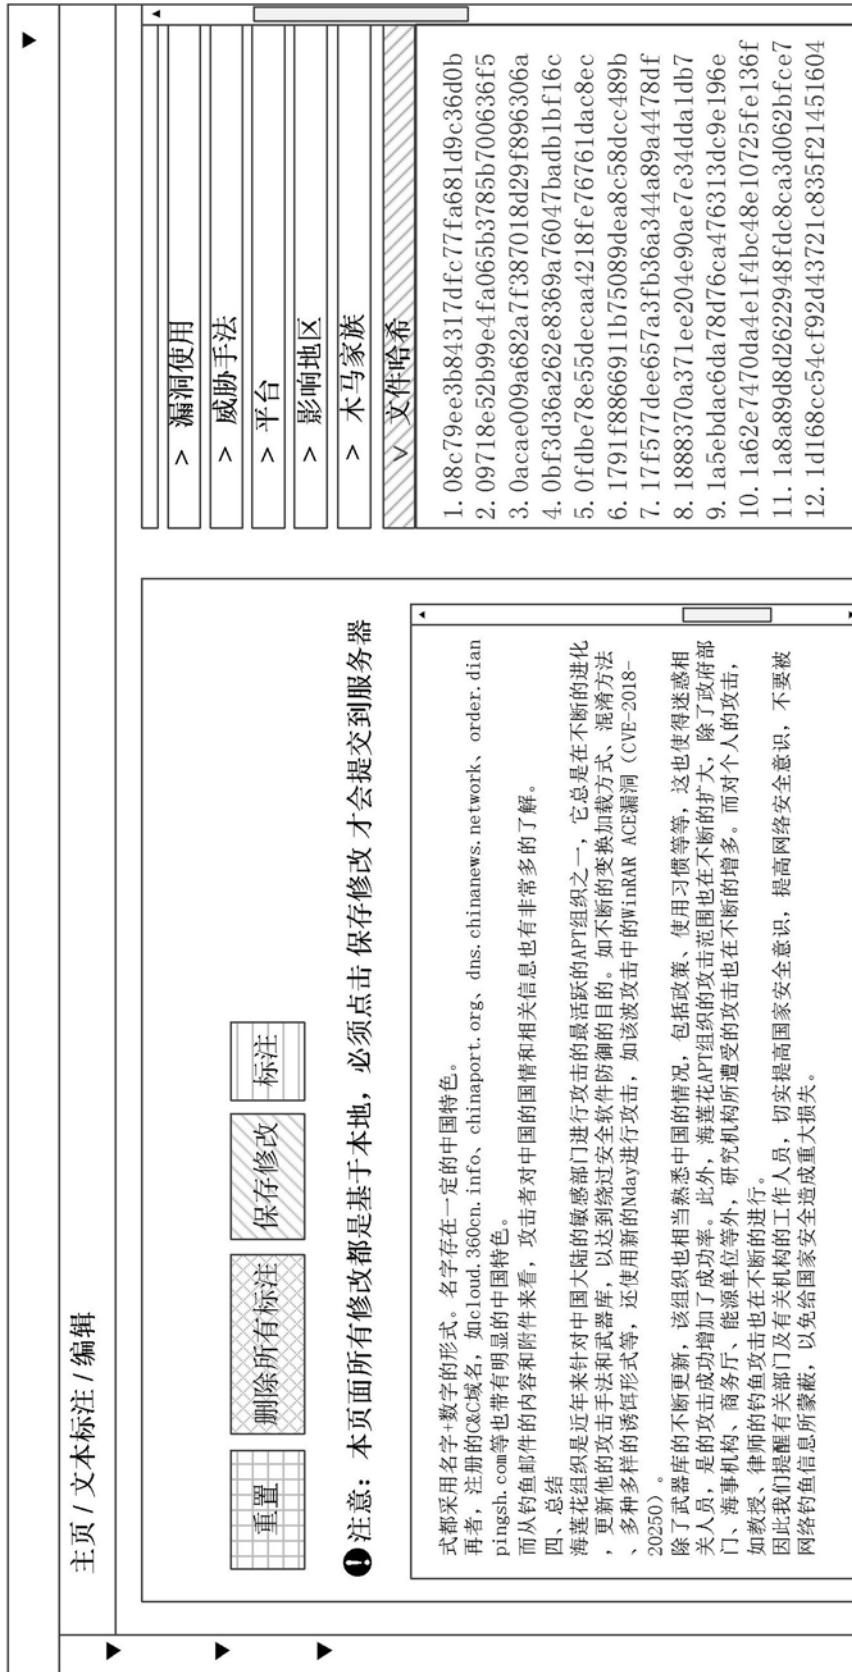 主页 / 文本标注 / 编辑
重置
删除所有标注
保存修改
标注
注意：本页面所有修改都是基于本地，必须点击 保存修改 才会提交到服务器
式都采用名字+数字的形式。名字存在一定的中国特色。
再者，注册的C&C域名，如cloud.360cn.info、chinaport.org、dns.chinanews.network、order.dian
pingsh.com等也带有明显的中国特色。
而从钓鱼邮件的内容和附件来看，攻击者对中国的国情和相关信息也有非常多的了解。
四、总结
海莲花组织是近年来针对中国大陆的敏感部门进行攻击的最活跃的APT组织之一，它总是在不断的进化
，更新他的攻击手法和武器库，以达到绕过安全软件防御的目的。如不断的变换加载方式、混淆方法
、多种多样的诱饵形式等，还使用新的Nday进行攻击，如该波攻击中的WinRAR ACE漏洞（CVE-2018-
20250）。
除了武器库的不断更新，该组织也相当熟悉中国的情况，包括政策、使用习惯等等，这也使得迷惑相
关人员，是的攻击成功增加了成功率。此外，海莲花APT组织的攻击范围也在不断的扩大，除了政府部
门、海事机构、商务厅、能源单位等外，研究机构所遭受的攻击也在不断的增多。而对个人的攻击，
如教授、律师的钓鱼攻击也在不断的进行。
因此我们提醒有关部门及有关机构的工作人员，切实提高国家安全意识，提高网络安全意识，不要被
网络钓鱼信息所蒙蔽，以免给国家安全造成重大损失。
> 漏洞使用
> 威胁手法
> 平台
> 影响地区
> 木马家族
∨ 文件哈希
1. 08c79ee3b84317dfc77fa681d9c36d0b
2. 09718e52b99e4fa065b3785b700636f5
3. 0acae009a682a7f387018d29f896306a
4. 0bf3d36a262e8369a76047badb1bf16c
5. 0fdbe78e55decaa4218fe76761dac8ec
6. 1791f8866911b75089dea8c58dcc489b
7. 17f577dee657a3fb36a344a89a4478df
8. 1888370a371ee204e90ae7e34dda1db7
9. 1a5ebdac6da78d76ca476313dc9e196e
10. 1a62e7470da4e1f4bc48e10725fe136f
11. 1a8a89d8d2622948fdc8ca3d062bfce7
12. 1d168cc54cf92d43721c835f21451604